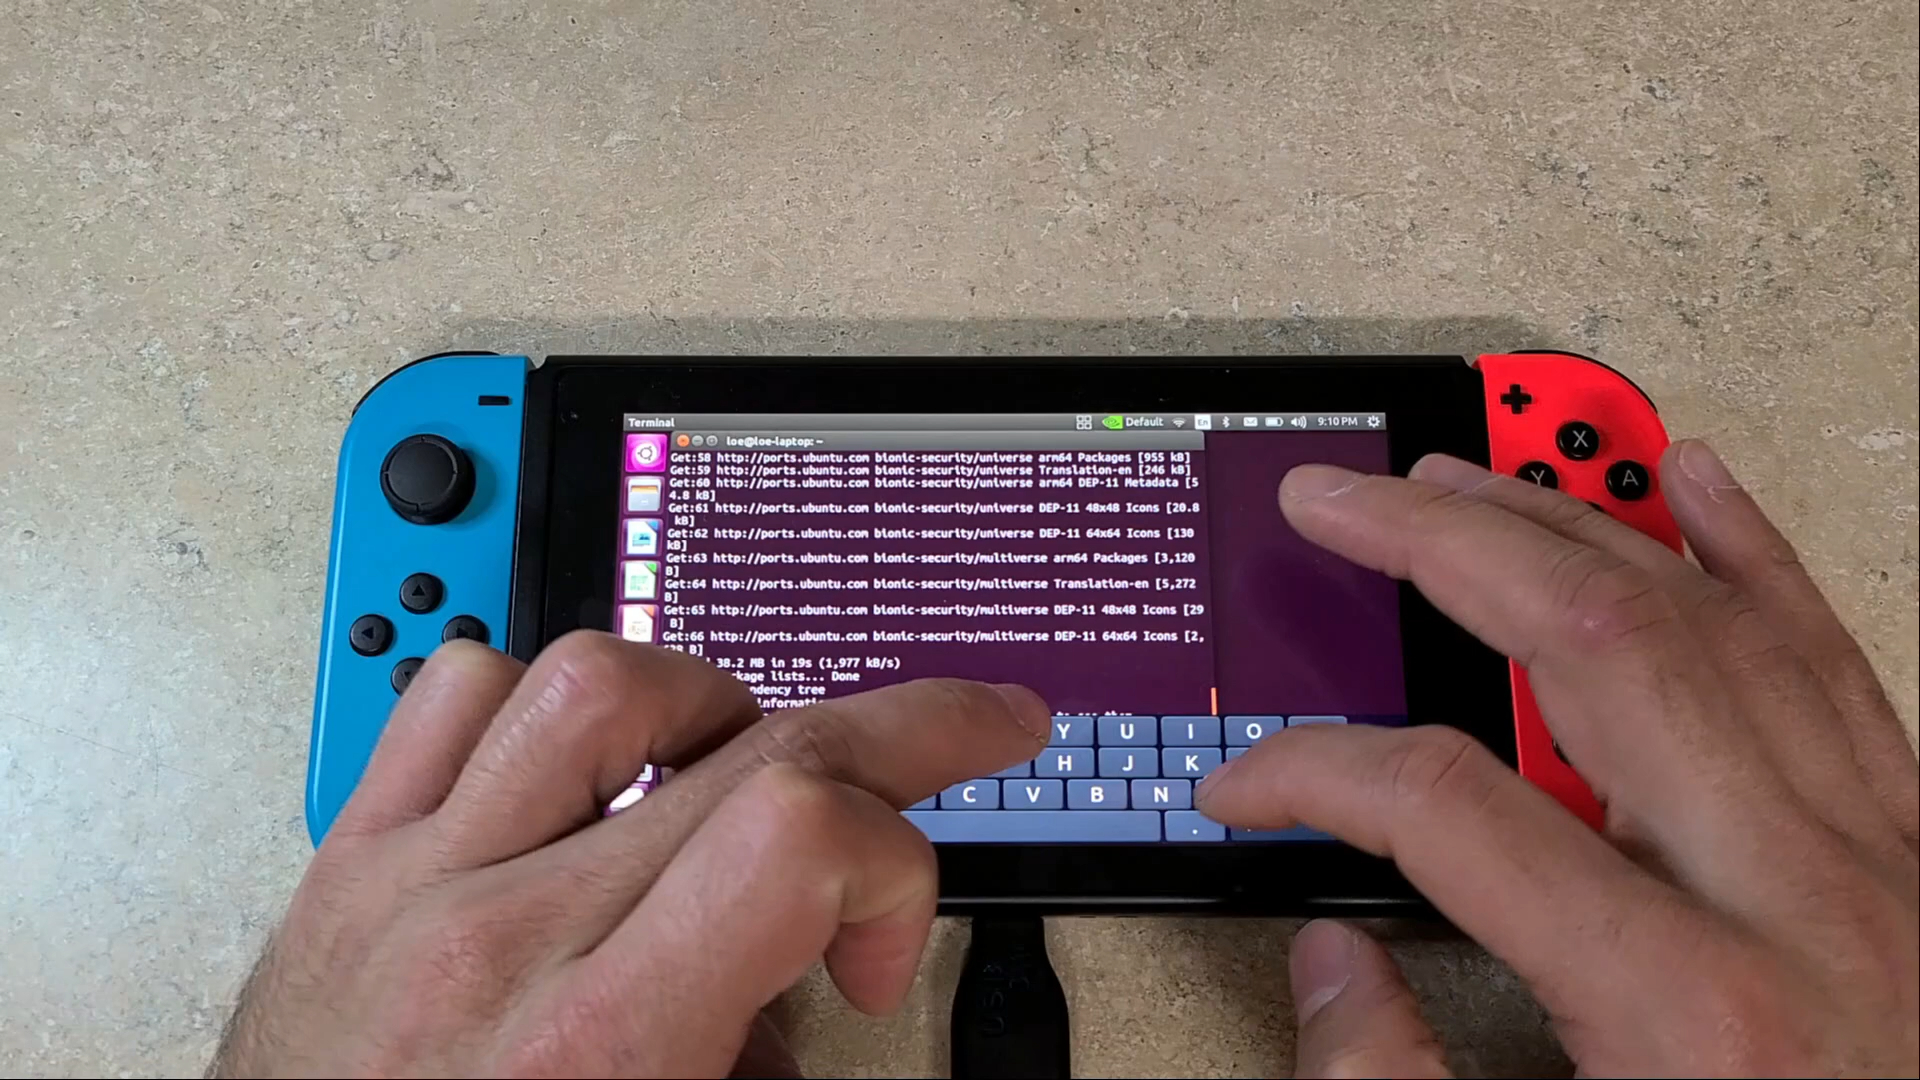 Terminal
Default
En
9:10 PM
loe@loe-laptop: ~
Get:58 http://ports.ubuntu.com bionic-security/universe arm64 Packages [955 kB]
Get:59 http://ports.ubuntu.com bionic-security/universe Translation-en [246 kB]
Get:60 http://ports.ubuntu.com bionic-security/universe arm64 DEP-11 Metadata [5
4.8 kB]
Get:61 http://ports.ubuntu.com bionic-security/universe DEP-11 48x48 Icons [20.8
kB]
Get:62 http://ports.ubuntu.com bionic-security/universe DEP-11 64x64 Icons [130
kB]
Get:63 http://ports.ubuntu.com bionic-security/multiverse arm64 Packages [3,120
B]
Get:64 http://ports.ubuntu.com bionic-security/multiverse Translation-en [5,272
B]
Get:65 http://ports.ubuntu.com bionic-security/multiverse DEP-11 48x48 Icons [29
B]
Get:66 http://ports.ubuntu.com bionic-security/multiverse DEP-11 64x64 Icons [2,
38.2 MB in 19s (1,977 kB/s)
lists... Done
tree
Y U I O
H J K
C V B N
.
X
Y A
USB